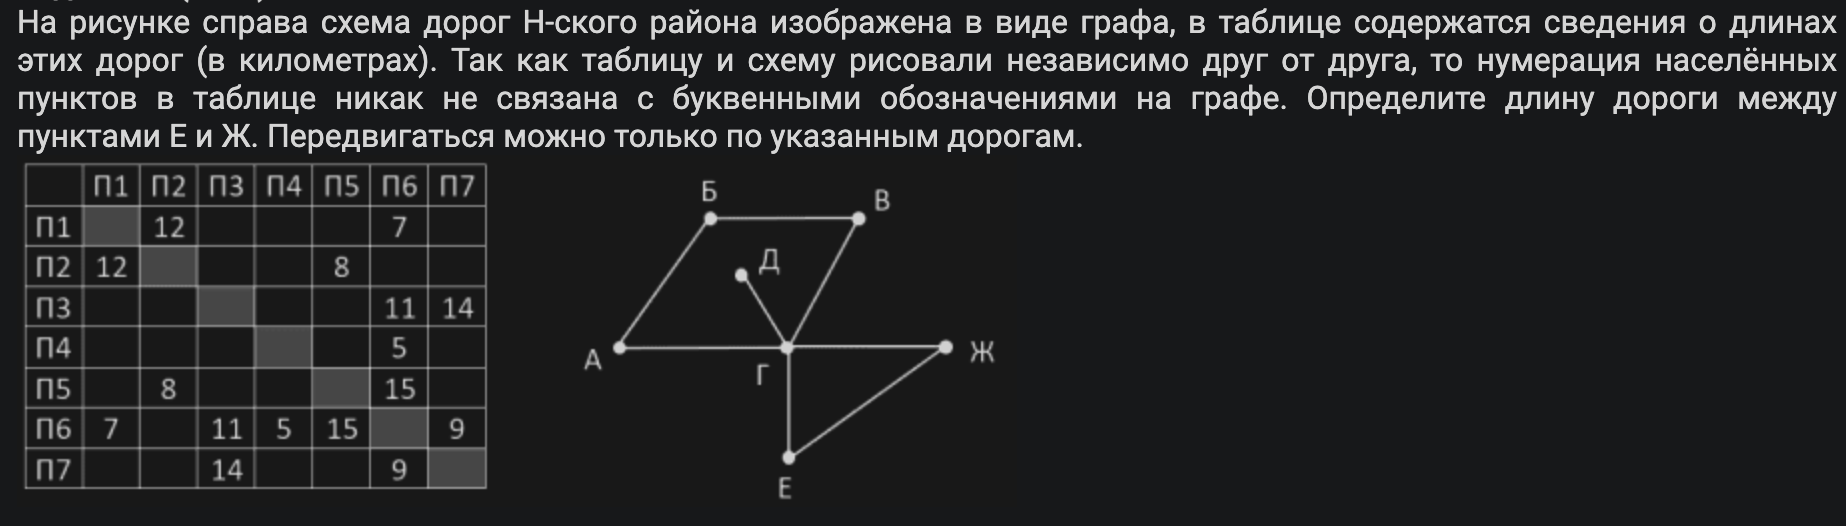 На рисунке справа схема дорог Н-ского района изображена в виде графа, в таблице содержатся сведения о длинах
этих дорог (в километрах). Так как таблицу и схему рисовали независимо друг от друга, то нумерация населённых
пунктов в таблице никак не связана с буквенными обозначениями на графе. Определите длину дороги между
пунктами Е и Ж. Передвигаться можно только по указанным дорогам.
П1 П2 П3 П4 П5 П6 П7
П1 12 7
П2 12 8
П3 11 14
П4 5
П5 8 15
П6 7 11 5 15 9
П7 14 9
Б
В
Д
А
Г
Ж
Е